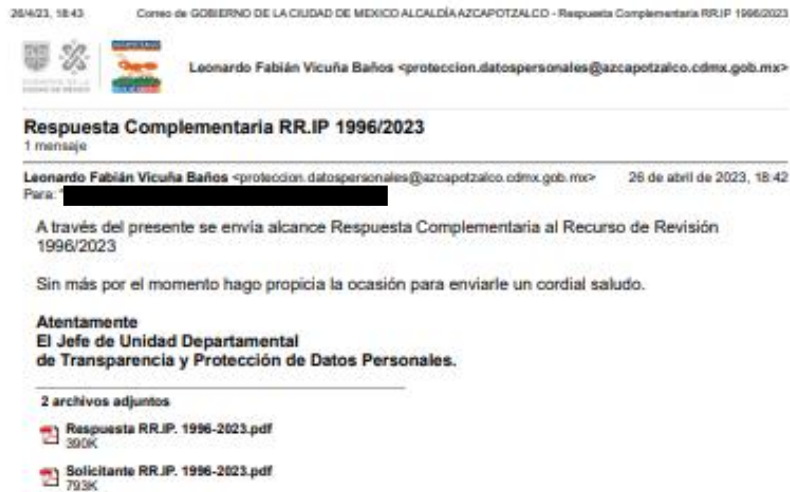 26/4/23, 18:43 Correo de GOBIERNO DE LA CIUDAD DE MEXICO ALCALDÍA AZCAPOTZALCO - Respuesta Complementaria RR.IP 1996/2023
Leonardo Fabián Vicuña Baños <proteccion.datospersonales@azcapotzalco.cdmx.gob.mx>
Respuesta Complementaria RR.IP 1996/2023
1 mensaje
Leonardo Fabián Vicuña Baños <proteccion.datospersonales@azcapotzalco.cdmx.gob.mx> 26 de abril de 2023, 18:42
Para: "
A través del presente se envía alcance Respuesta Complementaria al Recurso de Revisión
1996/2023
Sin más por el momento hago propicia la ocasión para enviarle un cordial saludo.
Atentamente
El Jefe de Unidad Departamental
de Transparencia y Protección de Datos Personales.
2 archivos adjuntos
Respuesta RR.IP. 1996-2023.pdf
390K
Solicitante RR.IP. 1996-2023.pdf
793K